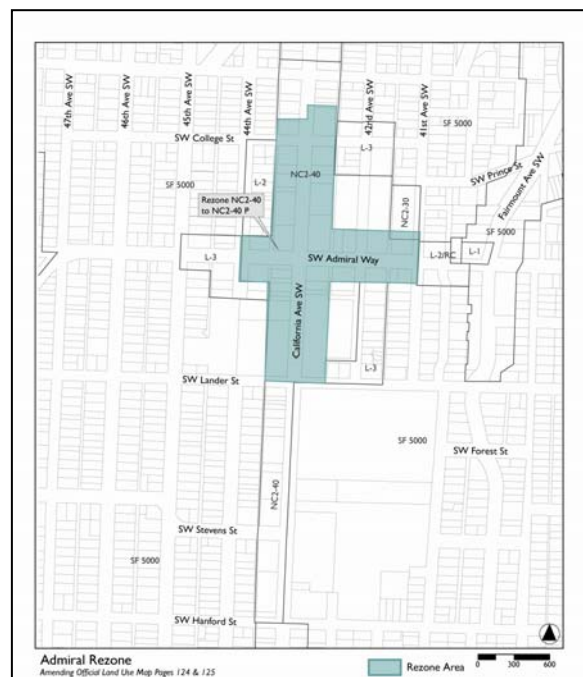 47th Ave SW
46th Ave SW
45th Ave SW
44th Ave SW
42rd Ave SW
41st Ave SW
SW College St
L-3
SW Prince St
Fairmount Ave SW
SF 5000
SF 5000
L-2
NC2-40
Rezone NC2-40
to NC2-40 P
NC2-30
SF 5000
L-3
SW Admiral Way
L-2/RC
L-1
California Ave SW
L-3
SW Lander St
SF 5000
SW Forest St
NC2-40
SW Stevens St
SF 5000
SW Hanford St
Admiral Rezone
Amending Official Land Use Map Pages 124 & 125
Rezone Area
0 300 600